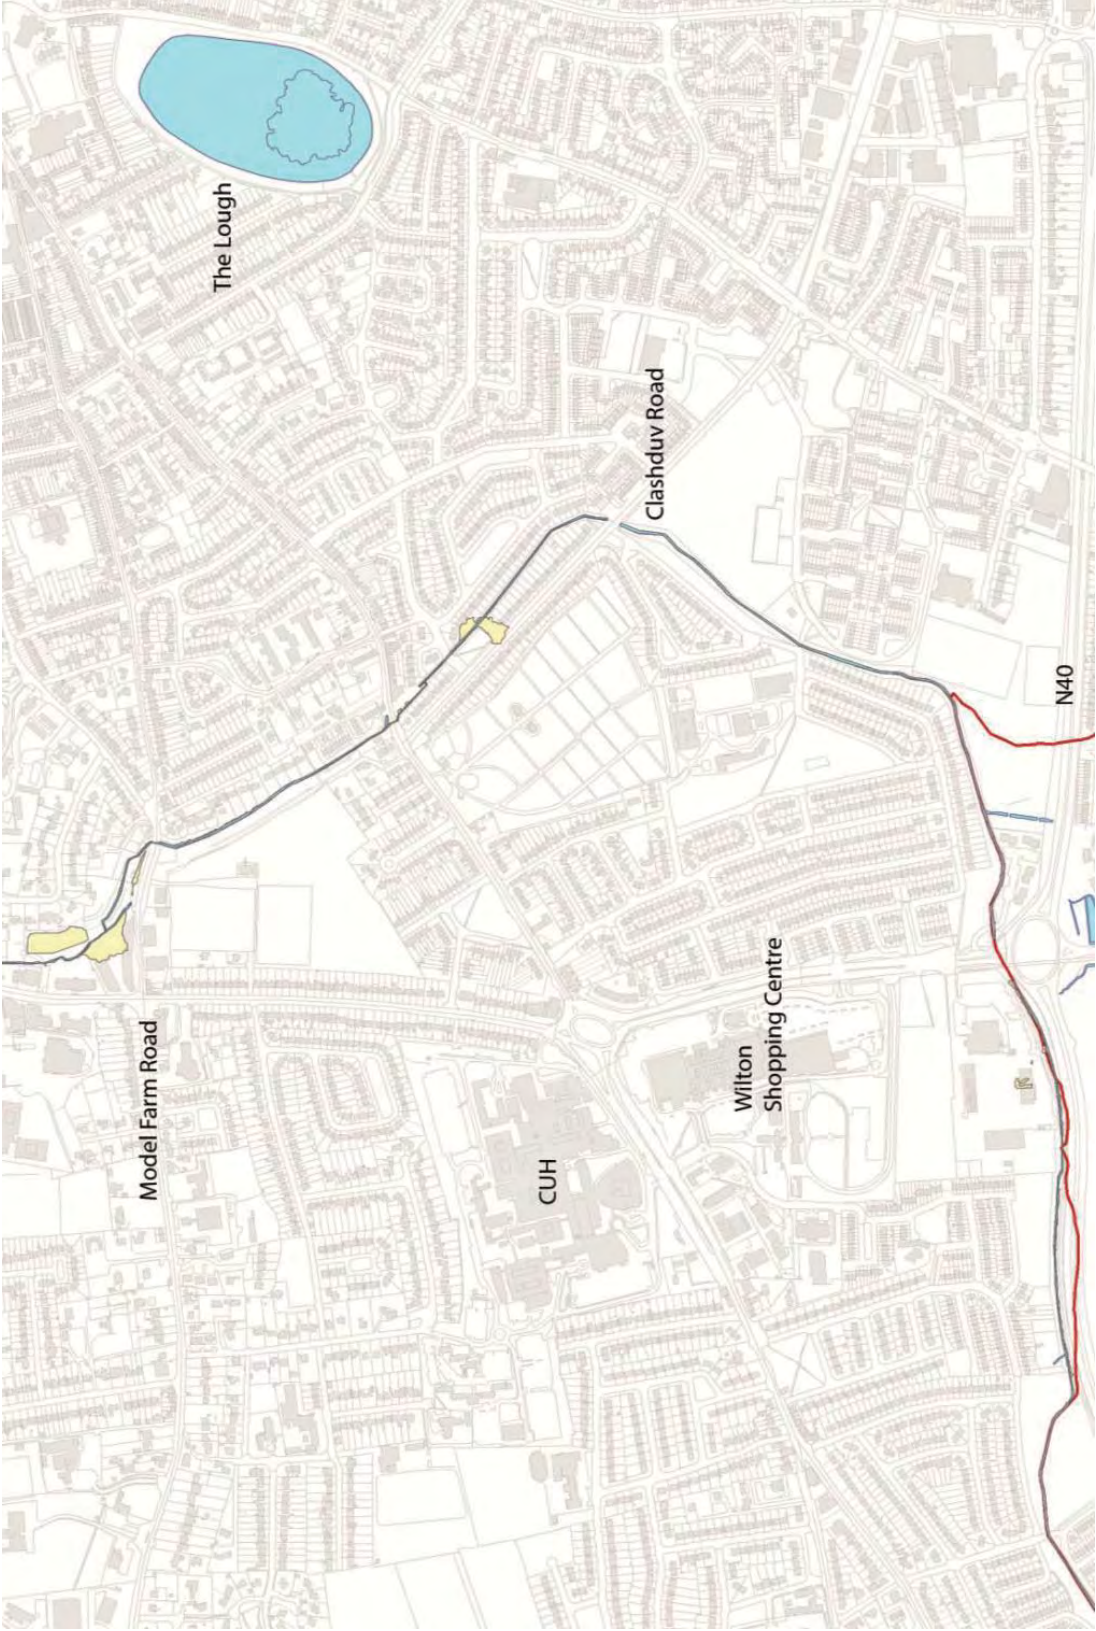 The Lough
Clashduv Road
N40
Model Farm Road
CUH
Wilton
Shopping Centre